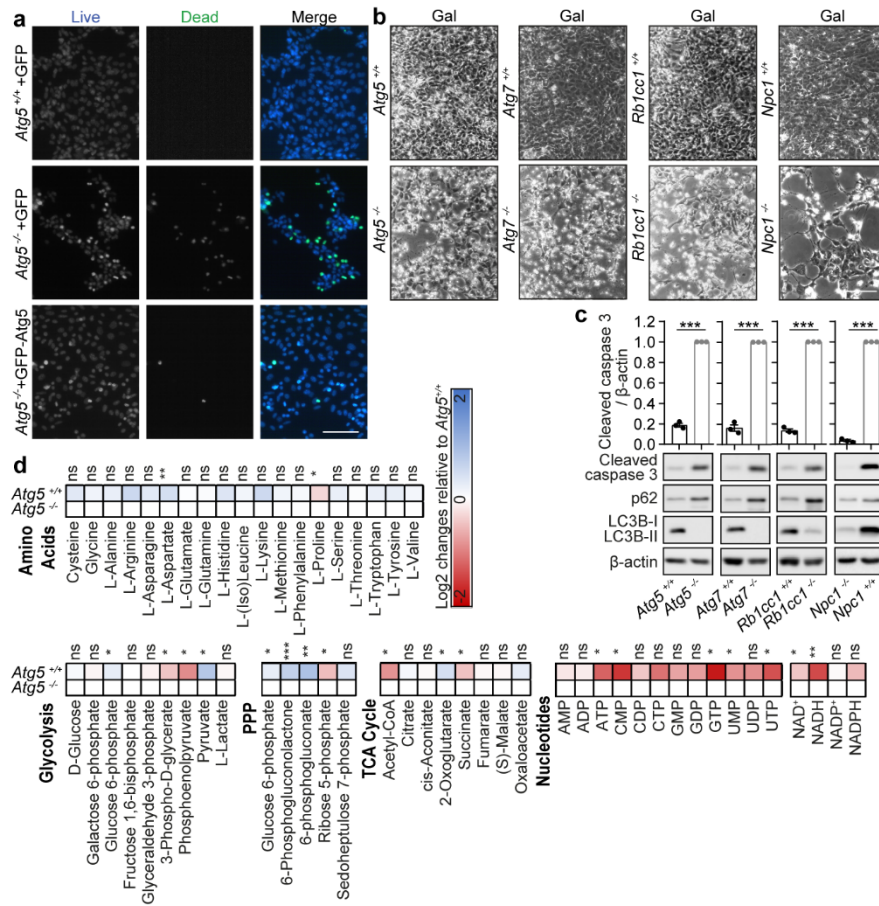 a
Live
Dead
Merge
Atg5 +/+ +GFP
Atg5 -/- +GFP
Atg5 -/- +GFP-Atg5
b
Gal
Gal
Gal
Gal
Atg5 +/+
Atg7 +/+
Rb1cc1 +/+
Npc1 +/+
Atg5 -/-
Atg7 -/-
Rb1cc1 -/-
Npc1 -/-
c
Cleaved caspase 3
/ β-actin
1.2
1.0
0.8
0.6
0.4
0.2
0.0
***
***
***
***
Cleaved
caspase 3
p62
LC3B-I
LC3B-II
β-actin
Atg5 +/+
Atg5 -/-
Atg7 +/+
Atg7 -/-
Rb1cc1 +/+
Rb1cc1 -/-
Npc1 -/-
Npc1 +/+
Log2 changes relative to Atg5 +/+
2
0
-2
d
ns ns ns ns ns ** ns ns ns ns ns ns ns * ns ns ns ns ns
Atg5 +/+
Atg5 -/-
Amino
Acids
Cysteine
Glycine
L-Alanine
L-Arginine
L-Asparagine
L-Aspartate
L-Glutamate
L-Glutamine
L-Histidine
L-(Iso)Leucine
L-Lysine
L-Methionine
L-Phenylalanine
L-Proline
L-Serine
L-Threonine
L-Tryptophan
L-Tyrosine
L-Valine
ns ns * ns ns * * * ns
Atg5 +/+
Atg5 -/-
Glycolysis
D-Glucose
Galactose 6-phosphate
Glucose 6-phosphate
Fructose 1,6-bisphosphate
Glyceraldehyde 3-phosphate
3-Phospho-D-glycerate
Phosphoenolpyruvate
Pyruvate
L-Lactate
* *** ** * ns
PPP
Glucose 6-phosphate
6-Phosphogluconolactone
6-phosphogluconate
Ribose 5-phosphate
Sedoheptulose 7-phosphate
* ns ns * * ns ns ns
TCA Cycle
Acetyl-CoA
Citrate
cis-Aconitate
2-Oxoglutarate
Succinate
Fumarate
(S)-Malate
Oxaloacetate
ns ns * * ns ns ns ns * * ns *
Nucleotides
AMP
ADP
ATP
CMP
CDP
CTP
GMP
GDP
GTP
UMP
UDP
UTP
* ** ns ns
NAD+
NADH
NADP+
NADPH